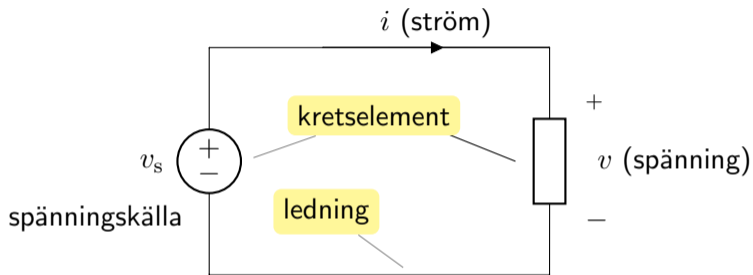 i (ström)
kretselement
+
+
−
v_s
v (spänning)
ledning
spänningskälla
−